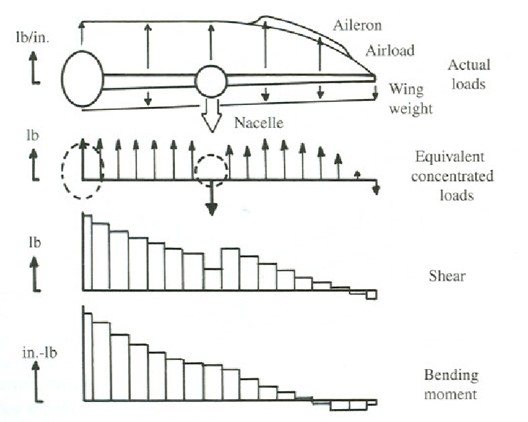 Aileron
lb/in.
Airload
Actual
loads
Wing
weight
Nacelle
lb
Equivalent
concentrated
loads
lb
Shear
in.-lb
Bending
moment